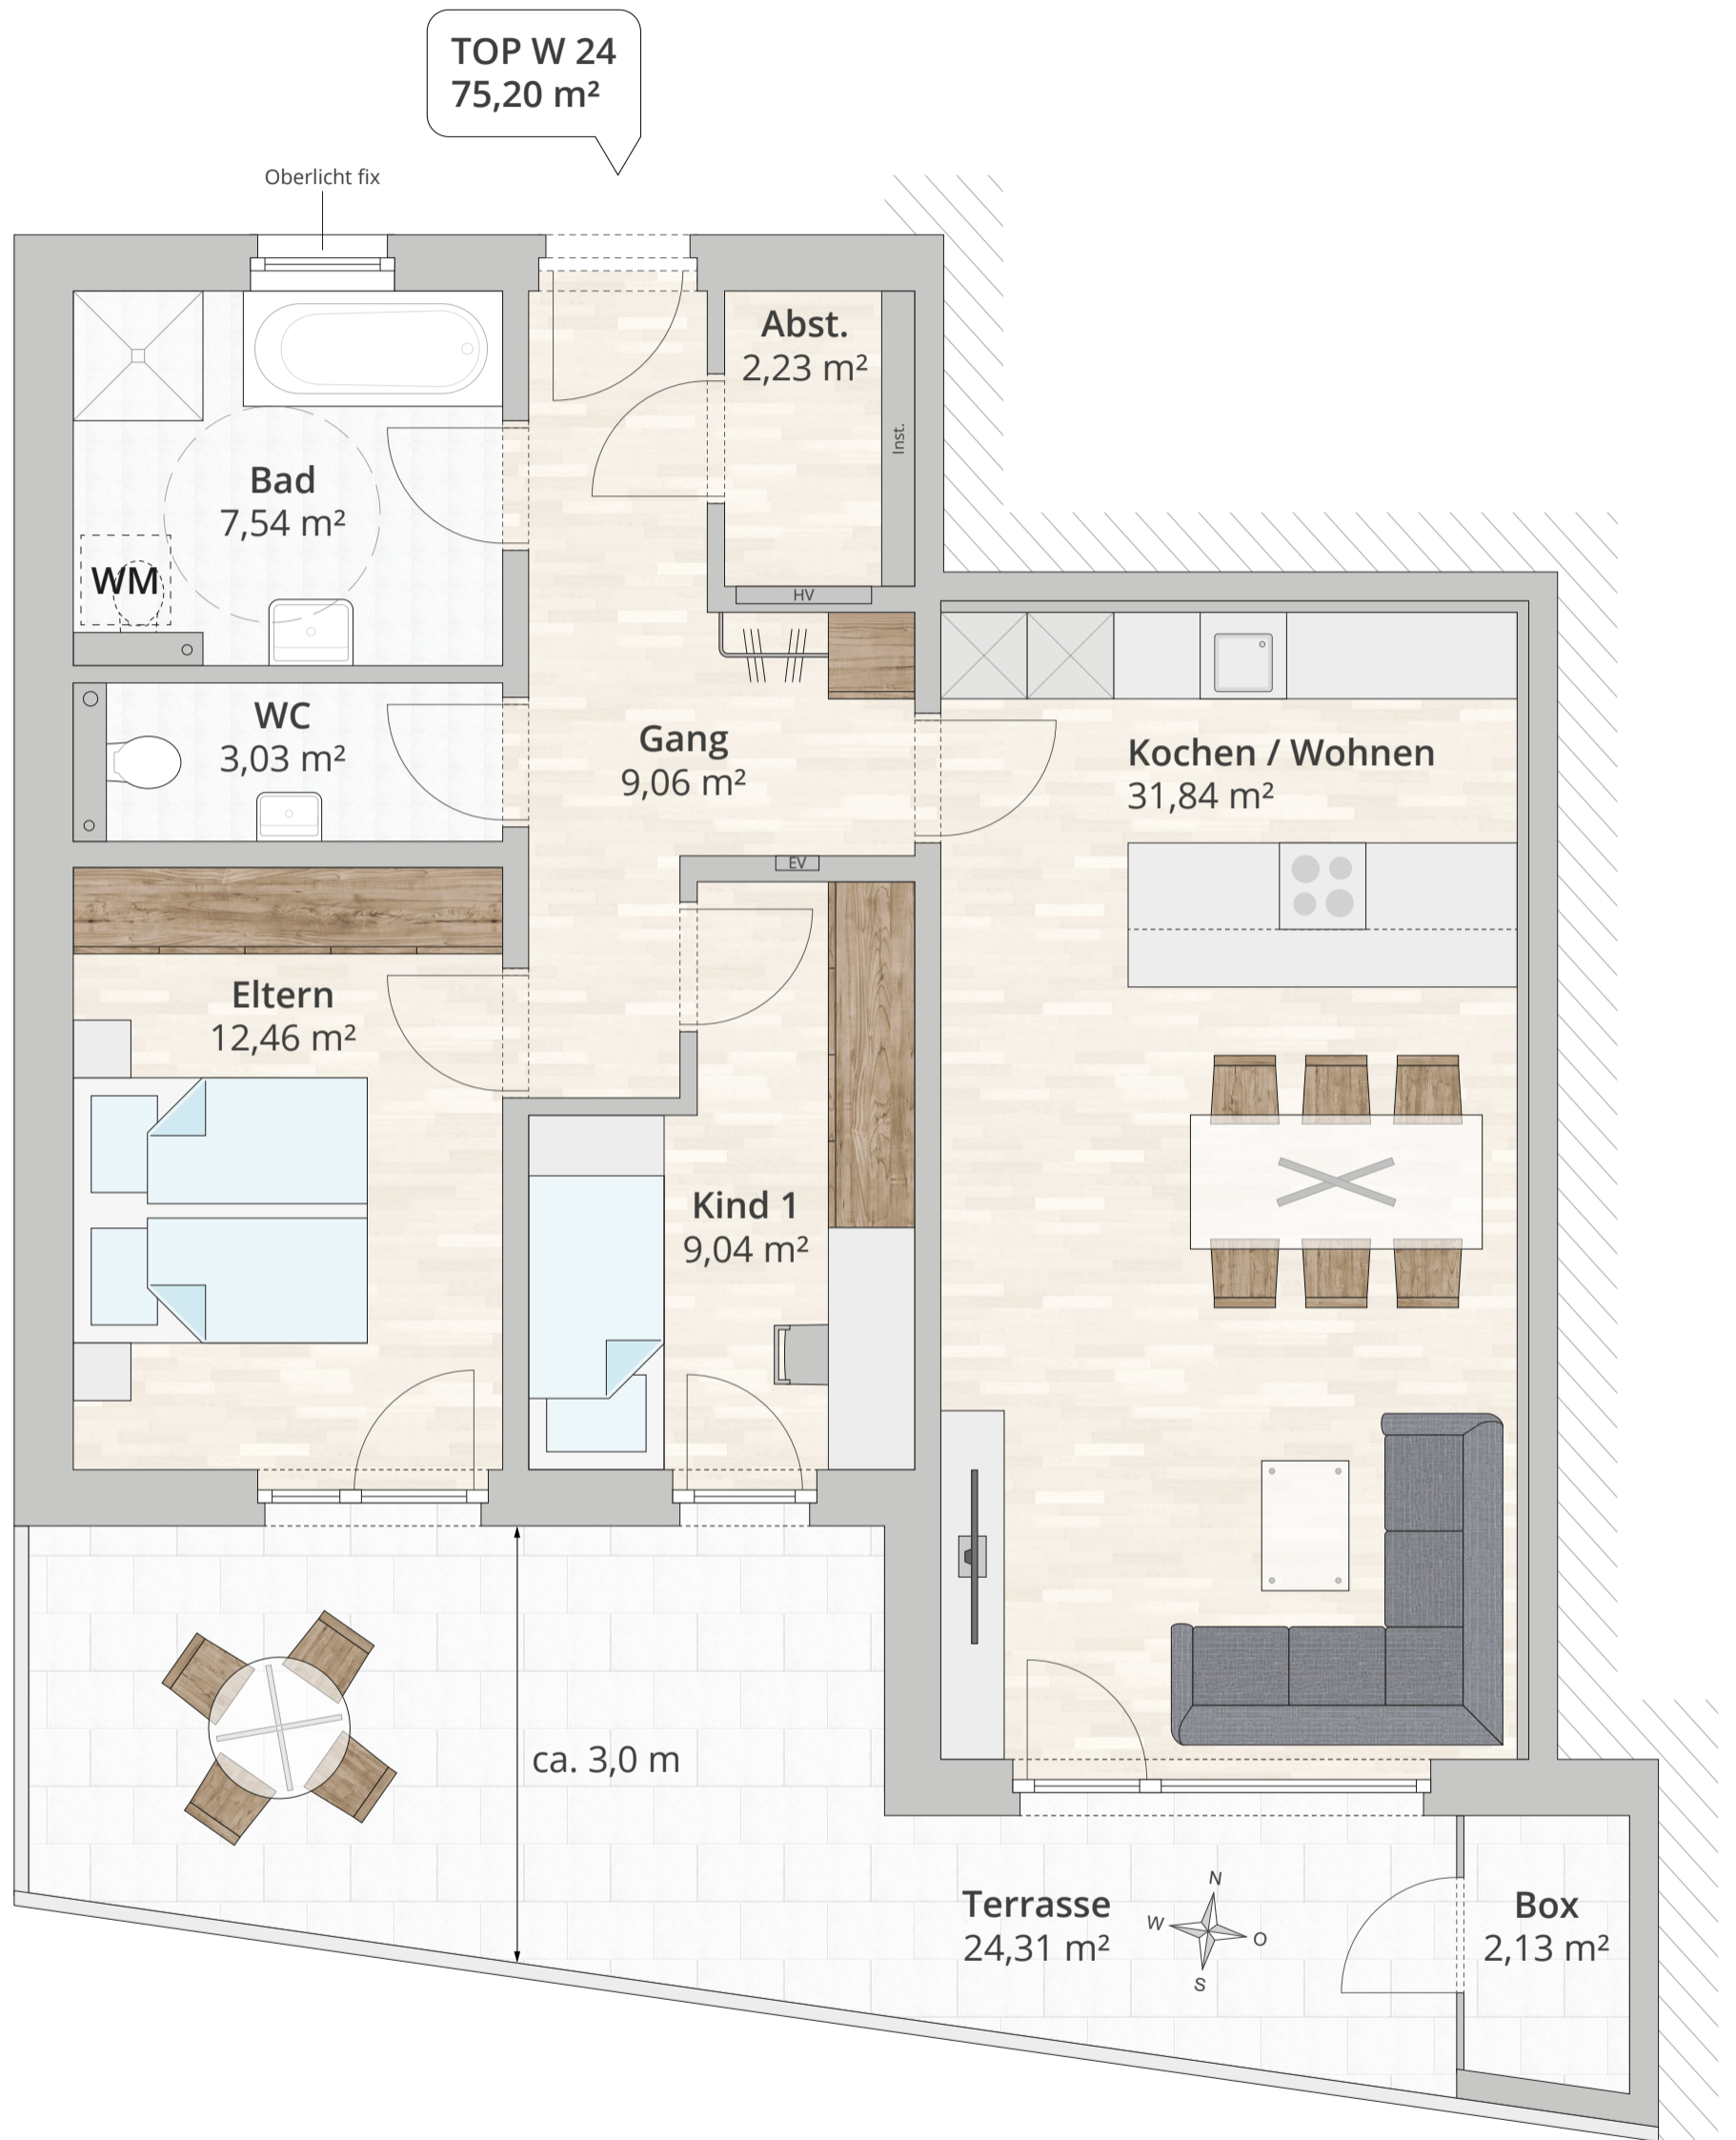 TOP W 24
75,20 m²
Oberlicht fix
Abst.
2,23 m²
Inst.
Bad
7,54 m²
WM
HV
WC
3,03 m²
Gang
9,06 m²
Kochen / Wohnen
31,84 m²
EV
Eltern
12,46 m²
Kind 1
9,04 m²
ca. 3,0 m
Terrasse
24,31 m²
N
W
O
S
Box
2,13 m²